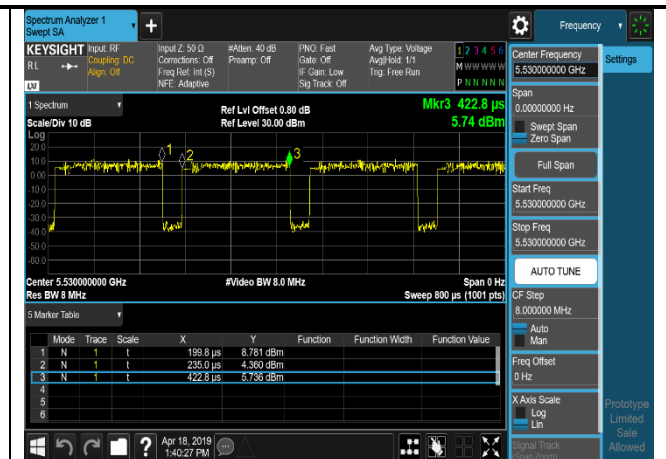 Spectrum Analyzer 1
Swept SA
+
Frequency
KEYSIGHT
RL
LXI
Input: RF
Coupling: DC
Align: Off
Input Z: 50 Ω
Corrections: Off
Freq Ref: Int (S)
NFE: Adaptive
#Atten: 40 dB
Preamp: Off
PNO: Fast
Gate: Off
IF Gain: Low
Sig Track: Off
Avg Type: Voltage
Avg|Hold: 1/1
Trig: Free Run
1 2 3 4 5 6
M W W W W W
P N N N N N
1 Spectrum
Scale/Div 10 dB
Ref Lvl Offset 0.80 dB
Ref Level 30.00 dBm
Mkr3 422.8 µs
5.74 dBm
Log
20.0
10.0
0.00
-10.0
-20.0
-30.0
-40.0
-50.0
-60.0
1
2
3
Center 5.530000000 GHz
Res BW 8 MHz
#Video BW 8.0 MHz
Span 0 Hz
Sweep 800 µs (1001 pts)
5 Marker Table
Mode Trace Scale X Y Function Function Width Function Value
1 N 1 t 199.8 µs 8.781 dBm
2 N 1 t 235.0 µs 4.360 dBm
3 N 1 t 422.8 µs 5.736 dBm
4
5
6
?
Apr 18, 2019
1:40:27 PM
Center Frequency
5.530000000 GHz
Settings
Span
0.00000000 Hz
Swept Span
Zero Span
Full Span
Start Freq
5.530000000 GHz
Stop Freq
5.530000000 GHz
AUTO TUNE
CF Step
8.000000 MHz
Auto
Man
Freq Offset
0 Hz
X Axis Scale
Log
Lin
Signal Track
(Span Zoom)
Prototype
Limited
Sale
Allowed